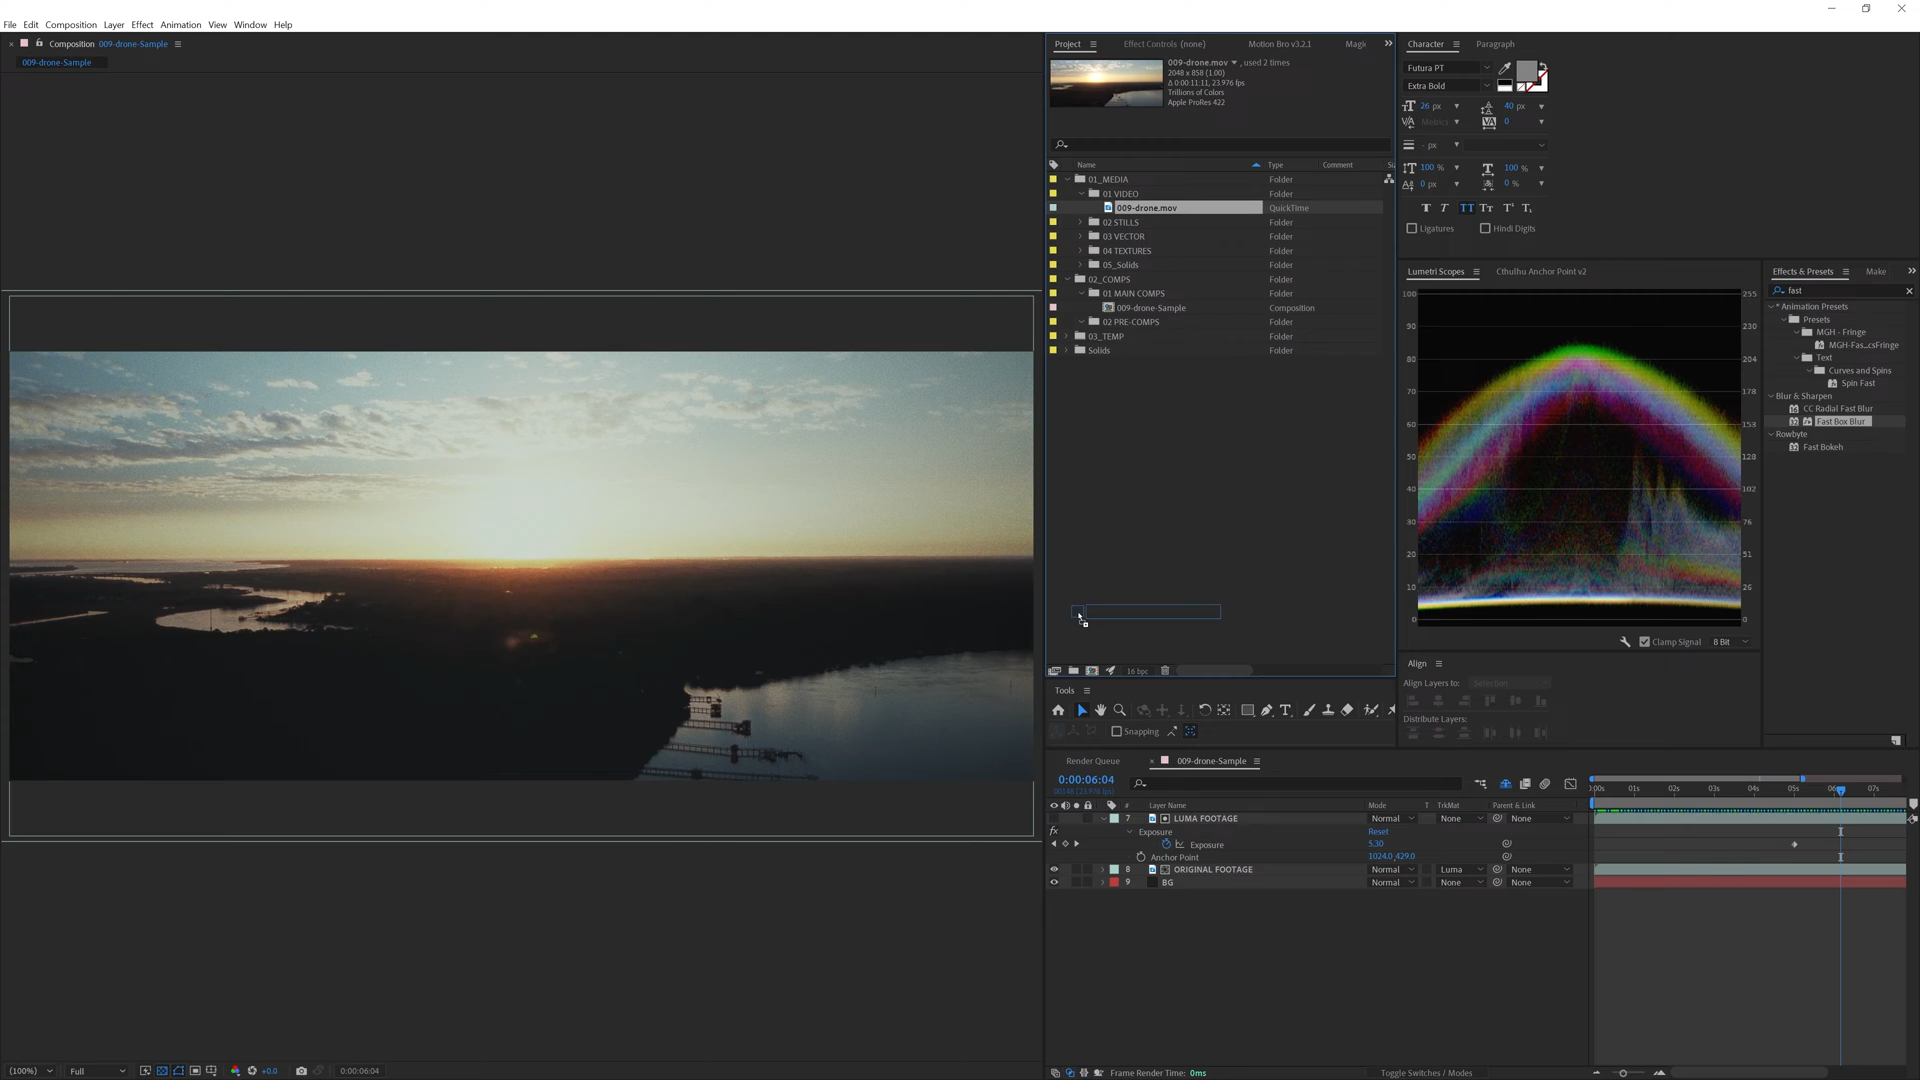 File Edit Composition Layer Effect Animation View Window Help
Composition 009-drone-Sample
009-drone-Sample
Project Effect Controls (none) Motion Bro v3.2.1 Magi
009-drone.mov , used 2 times
2048 x 858 (1.00)
Δ 0:00:11:11, 23.976 fps
Trillions of Colors
Apple ProRes 422
Name Type Comment Si
01_MEDIA Folder
01 VIDEO Folder
009-drone.mov QuickTime
02 STILLS Folder
03 VECTOR Folder
04 TEXTURES Folder
05_Solids Folder
02_COMPS Folder
01 MAIN COMPS Folder
009-drone-Sample Composition
02 PRE-COMPS Folder
03_TEMP Folder
Solids Folder
16 bpc
Character Paragraph
Futura PT
Extra Bold
26 px 40 px
Metrics 0
- px
100 % 100 %
0 px 0 %
Ligatures Hindi Digits
Lumetri Scopes Cthulhu Anchor Point v2
100 255
90 230
80 204
70 178
60 153
50 128
40 102
30 76
20 51
10 26
0 0
Clamp Signal 8 Bit
Effects & Presets Make
fast
* Animation Presets
Presets
MGH - Fringe
MGH-Fas...csFringe
Text
Curves and Spins
Spin Fast
Blur & Sharpen
CC Radial Fast Blur
Fast Box Blur
Rowbyte
Fast Bokeh
Align
Align Layers to: Selection
Distribute Layers:
Tools
Snapping
Render Queue 009-drone-Sample
0:00:06:04
00148 (23.976 fps)
# Layer Name Mode T TrkMat Parent & Link
:00s 01s 02s 03s 04s 05s 06s 07s
7 LUMA FOOTAGE Normal None None
fx Exposure Reset
Exposure 5.30
Anchor Point 1024.0,429.0
8 ORIGINAL FOOTAGE Normal Luma None
9 BG Normal None None
(100%) Full +0.0 0:00:06:04
Frame Render Time: 0ms Toggle Switches / Modes